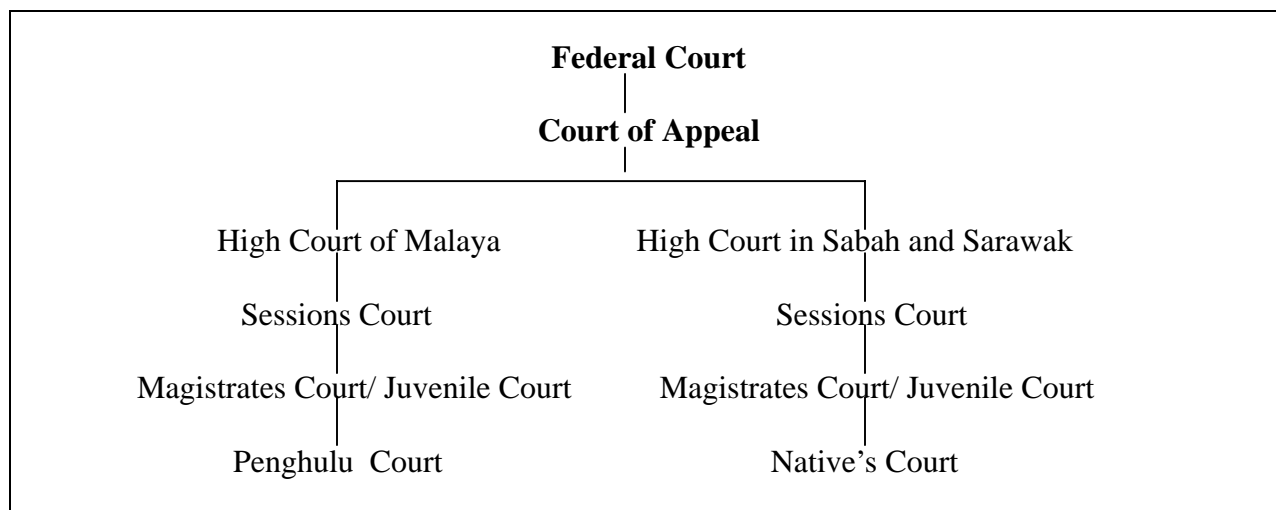 Federal Court
Court of Appeal
High Court of Malaya High Court in Sabah and Sarawak
Sessions Court Sessions Court
Magistrates Court/ Juvenile Court Magistrates Court/ Juvenile Court
Penghulu Court Native’s Court